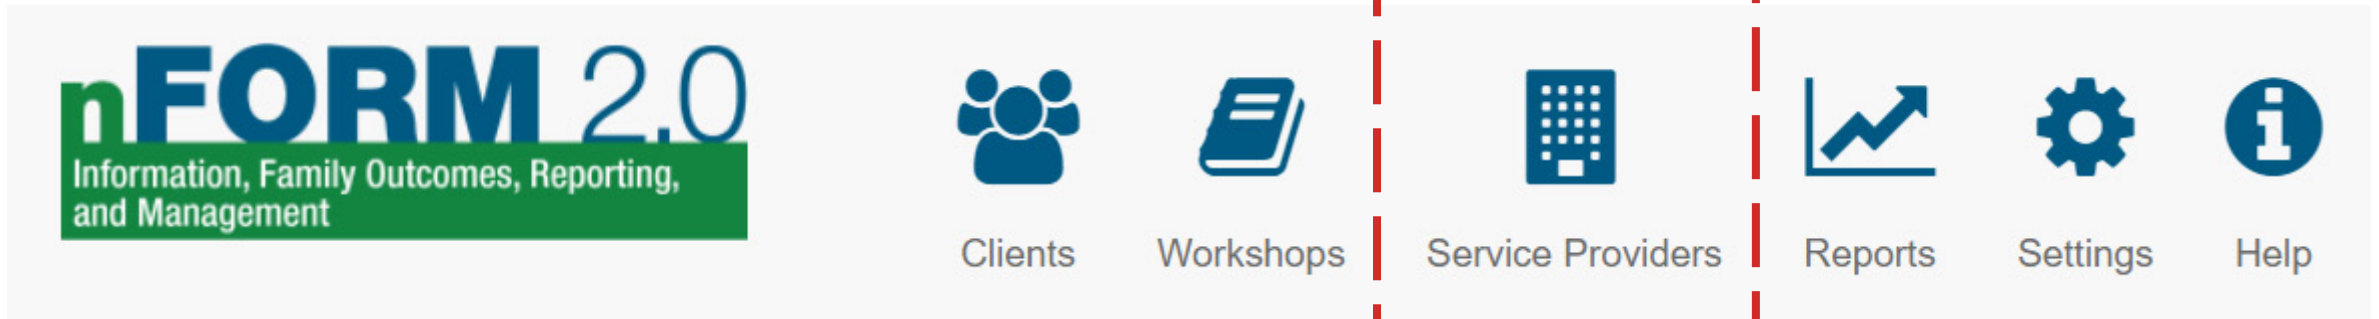 nFORM 2.0
Information, Family Outcomes, Reporting,
and Management
Clients Workshops Service Providers Reports Settings Help